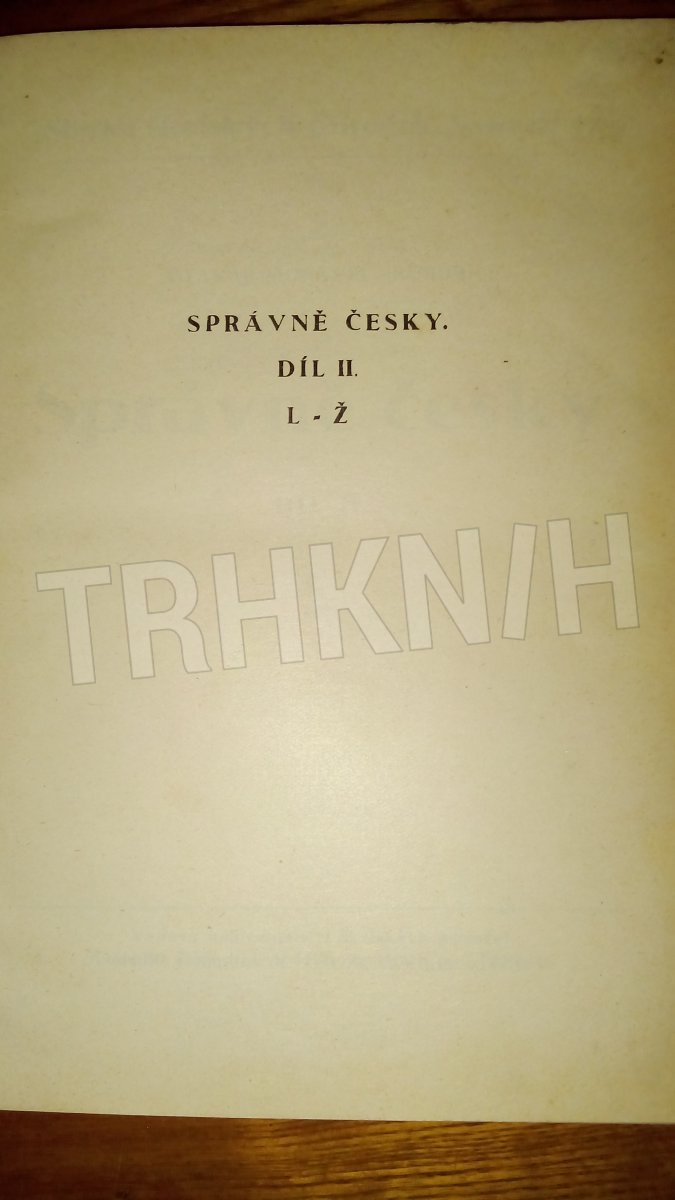 SPRÁVNĚ ČESKY.
DÍL II.
L - Ž
TRHKNIH